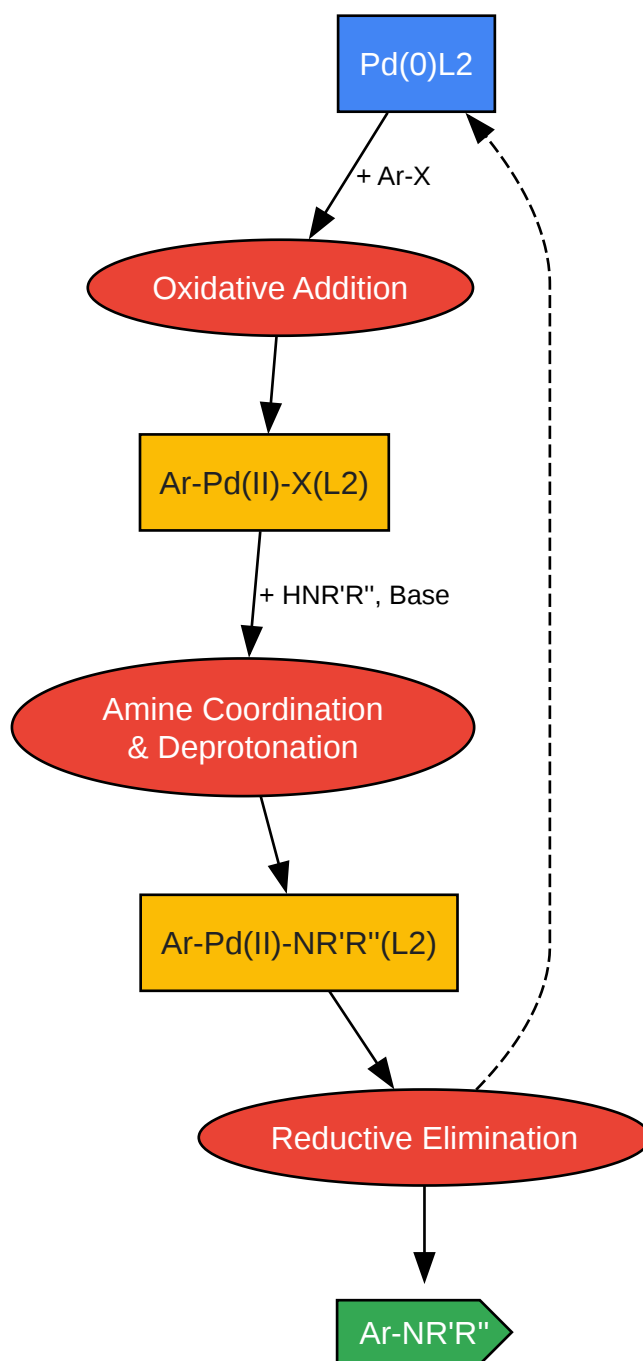 Pd(0)L2
+ Ar-X
Oxidative Addition
Ar-Pd(II)-X(L2)
+ HNR'R", Base
Amine Coordination
& Deprotonation
Ar-Pd(II)-NR'R"(L2)
Reductive Elimination
Ar-NR'R"